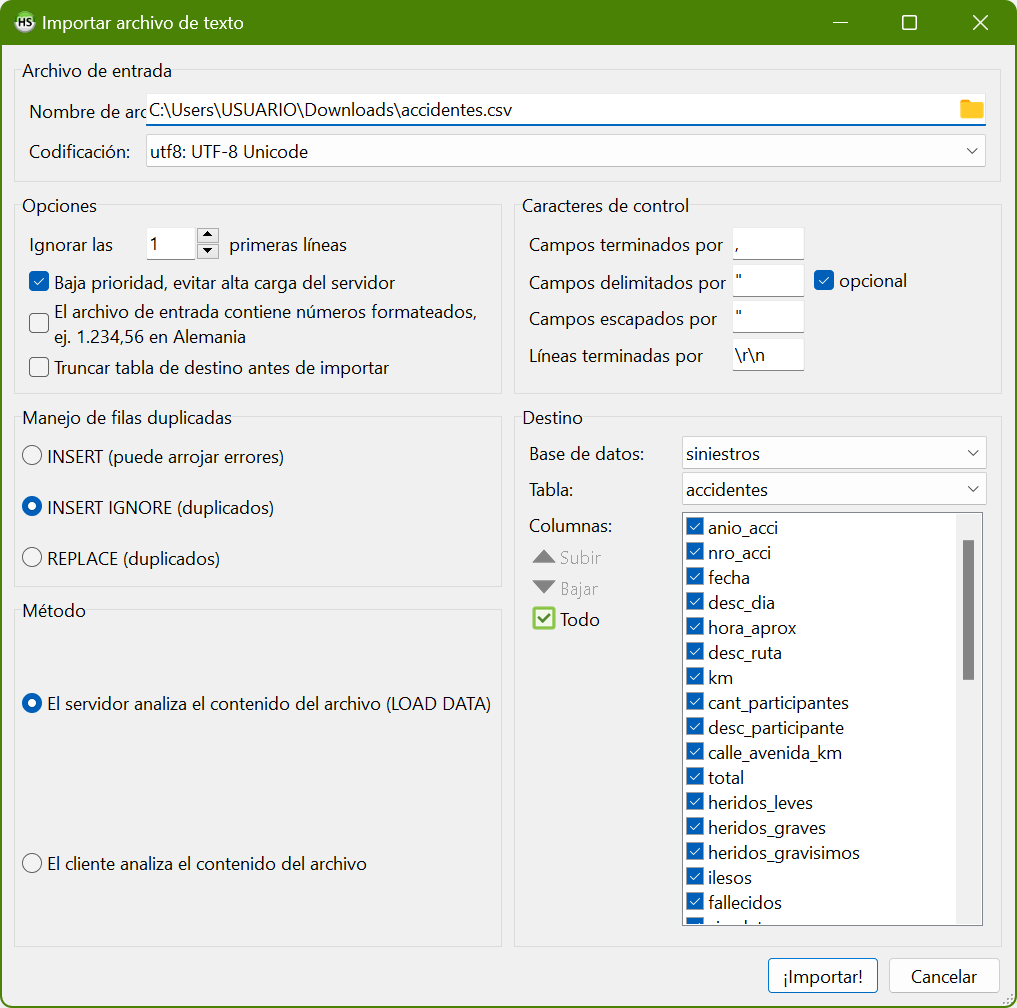 HS Importar archivo de texto
Archivo de entrada
Nombre de arc C:\Users\USUARIO\Downloads\accidentes.csv
Codificación: utf8: UTF-8 Unicode
Opciones
Ignorar las 1 primeras líneas
Baja prioridad, evitar alta carga del servidor
El archivo de entrada contiene números formateados,
ej. 1.234,56 en Alemania
Truncar tabla de destino antes de importar
Caracteres de control
Campos terminados por ,
Campos delimitados por " opcional
Campos escapados por "
Líneas terminadas por \r\n
Manejo de filas duplicadas
INSERT (puede arrojar errores)
INSERT IGNORE (duplicados)
REPLACE (duplicados)
Método
El servidor analiza el contenido del archivo (LOAD DATA)
El cliente analiza el contenido del archivo
Destino
Base de datos: siniestros
Tabla: accidentes
Columnas:
Subir
Bajar
Todo
anio_acci
nro_acci
fecha
desc_dia
hora_aprox
desc_ruta
km
cant_participantes
desc_participante
calle_avenida_km
total
heridos_leves
heridos_graves
heridos_gravisimos
ilesos
fallecidos
¡Importar!
Cancelar